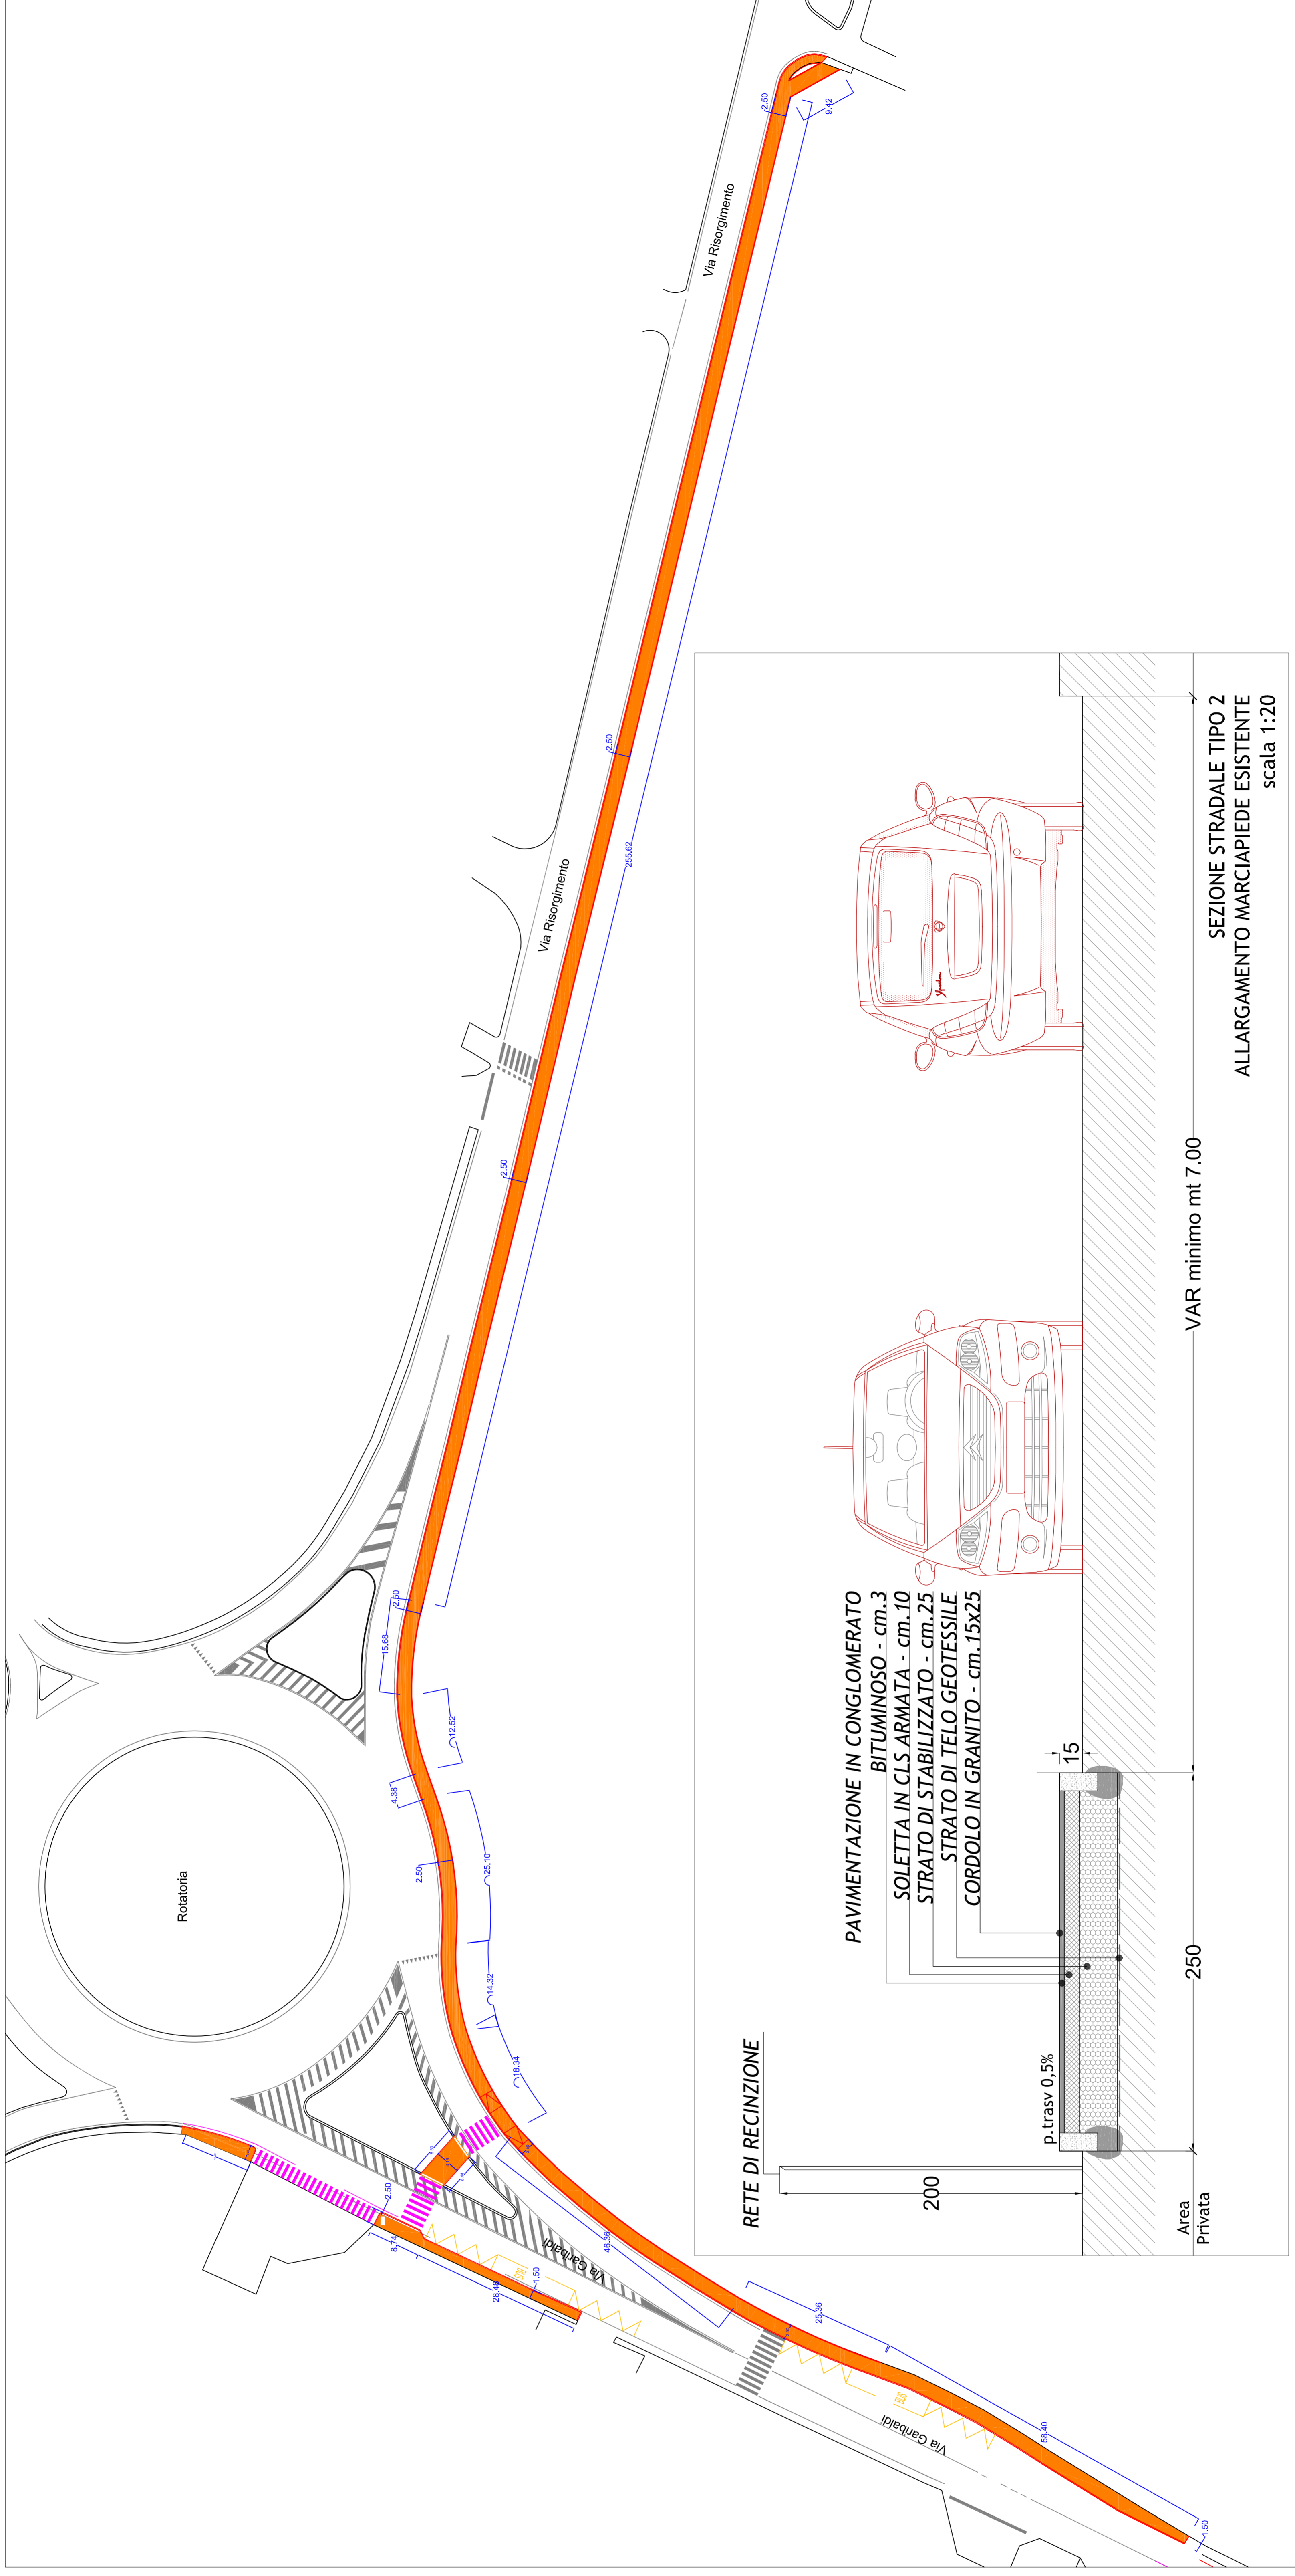 2.50
9.42
Via Risorgimento
2.50
255.62
Via Risorgimento
2.50
2.50
15.68
12.52
4.38
2.50
25.10
Rotatoria
14.32
18.34
2.50
8.74
46.36
Via Garibaldi
BUS
28.48
1.50
25.36
BUS
Via Garibaldi
58.40
1.50
RETE DI RECINZIONE
PAVIMENTAZIONE IN CONGLOMERATO
BITUMINOSO - cm.3
SOLETTA IN CLS ARMATA - cm.10
STRATO DI STABILIZZATO - cm.25
STRATO DI TELO GEOTESSILE
CORDOLO IN GRANITO - cm.15x25
200
p.trasv 0,5%
15
Area
Privata
250
VAR minimo mt 7.00
SEZIONE STRADALE TIPO 2
ALLARGAMENTO MARCIAPIEDE ESISTENTE
scala 1:20